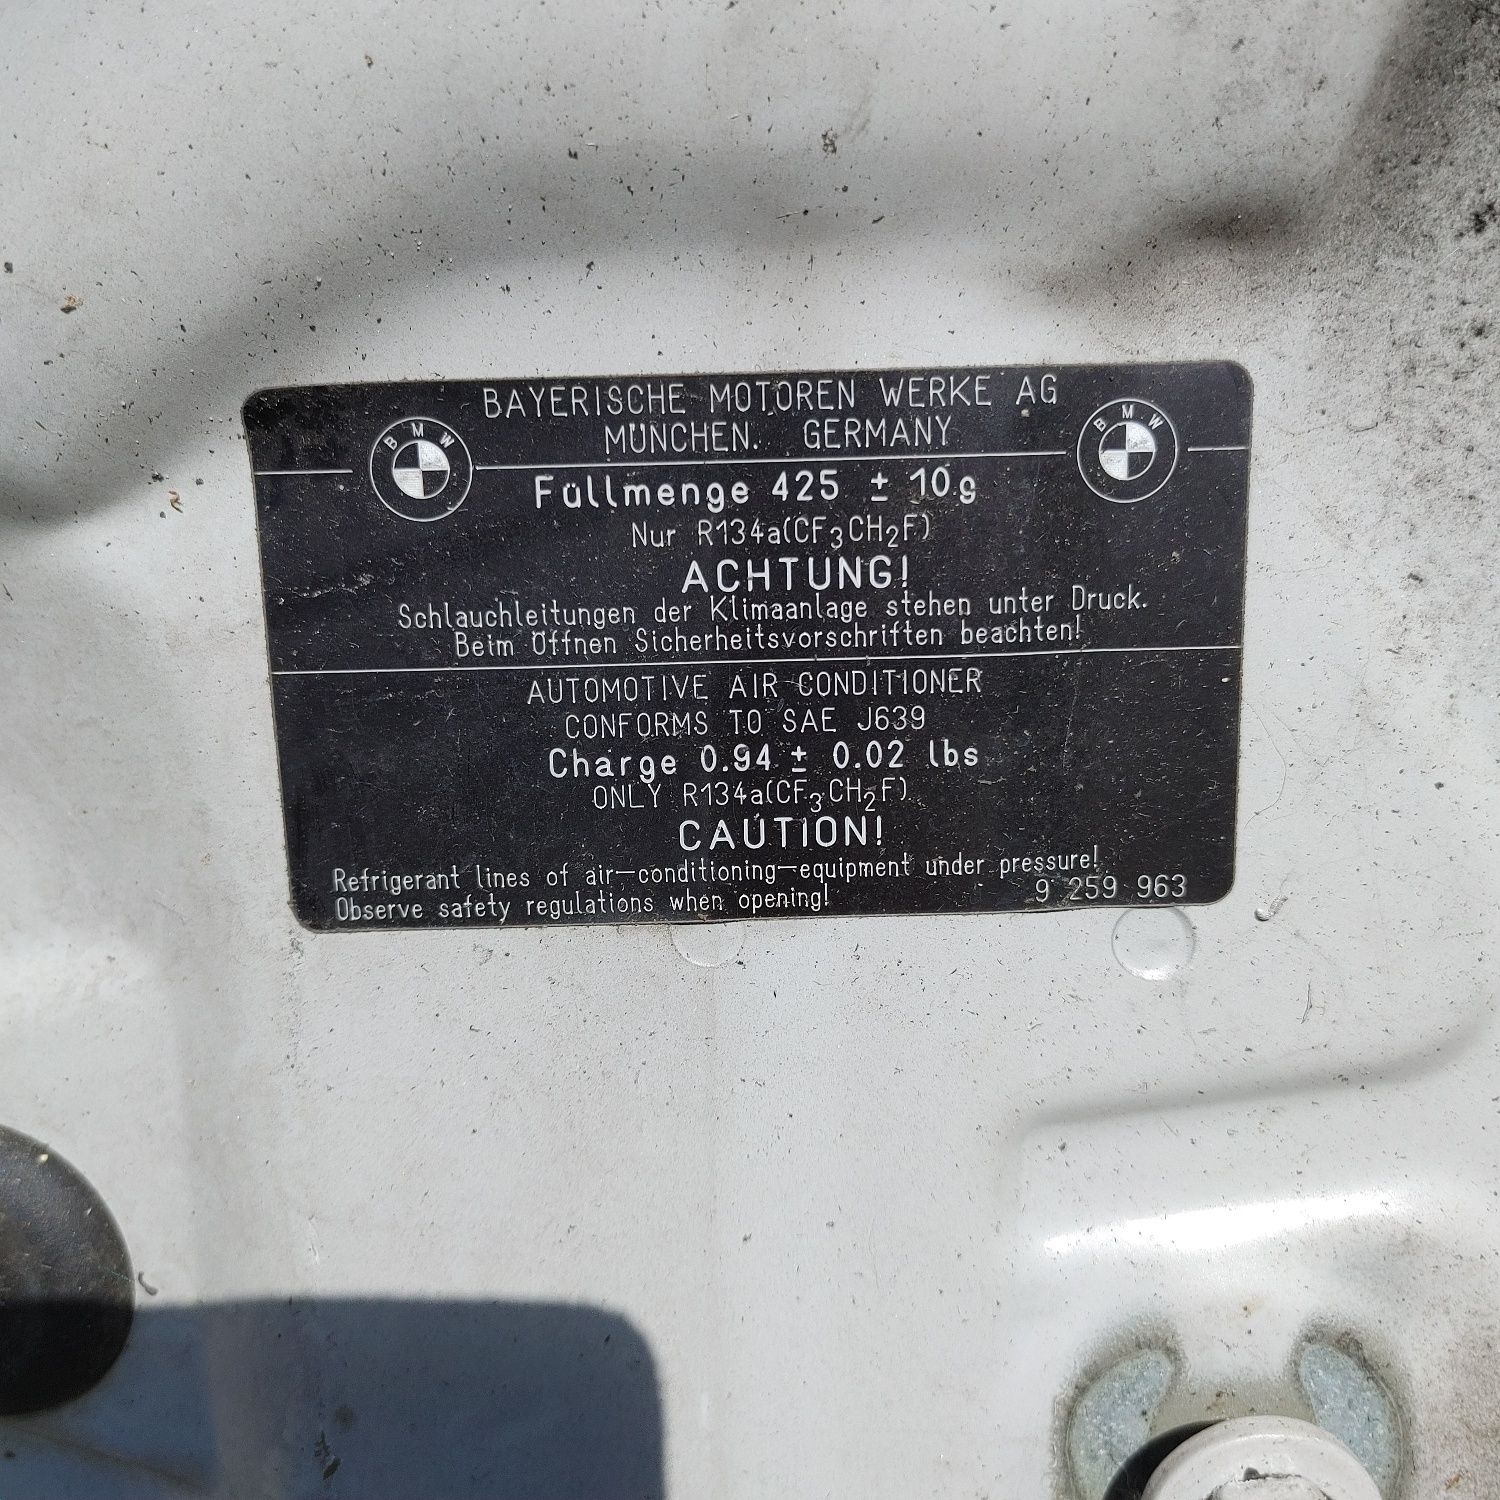 BAYERISCHE MOTOREN WERKE AG
MÜNCHEN. GERMANY
BMW
BMW
Füllmenge 425 ± 10g
Nur R134a(CF3CH2F)
ACHTUNG!
Schlauchleitungen der Klimaanlage stehen unter Druck.
Beim Öffnen Sicherheitsvorschriften beachten!
AUTOMOTIVE AIR CONDITIONER
CONFORMS TO SAE J639
Charge 0.94 ± 0.02 lbs
ONLY R134a(CF3CH2F)
CAUTION!
Refrigerant lines of air-conditioning-equipment under pressure!
Observe safety regulations when opening!
9 259 963